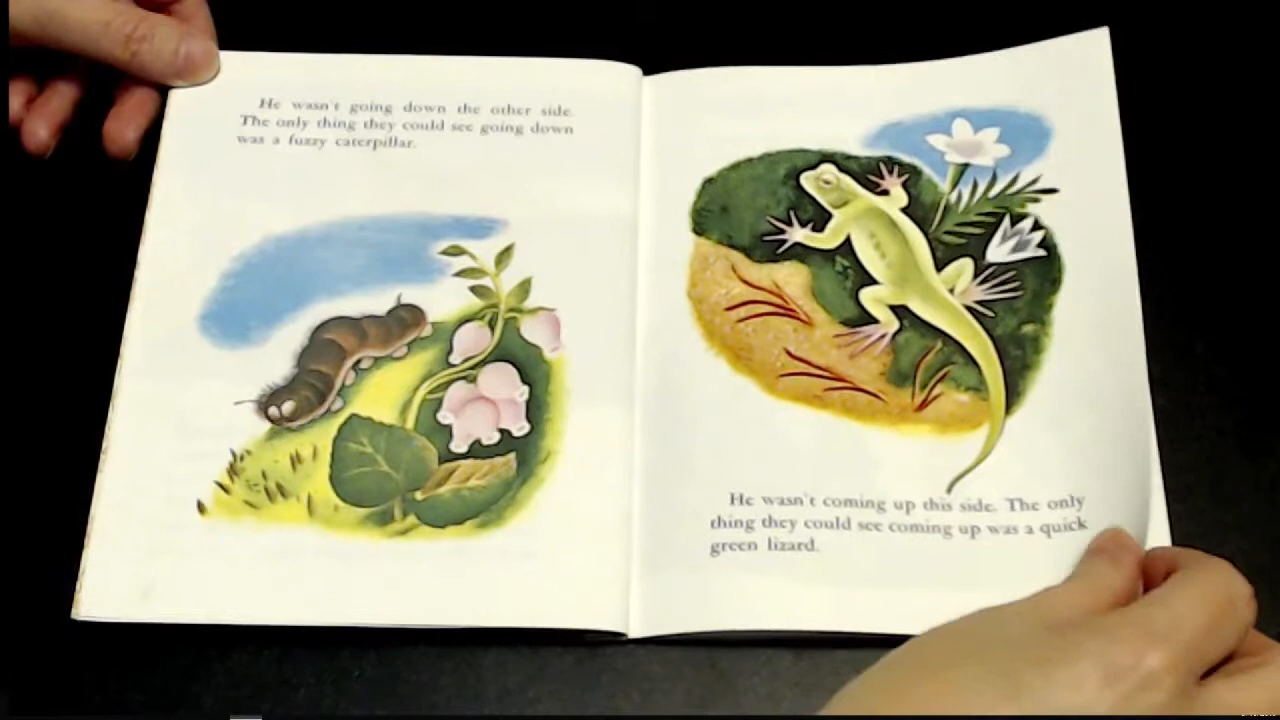 He wasn't going down the other side.
The only thing they could see going down
was a fuzzy caterpillar.
He wasn't coming up this side. The only
thing they could see coming up was a quick
green lizard.